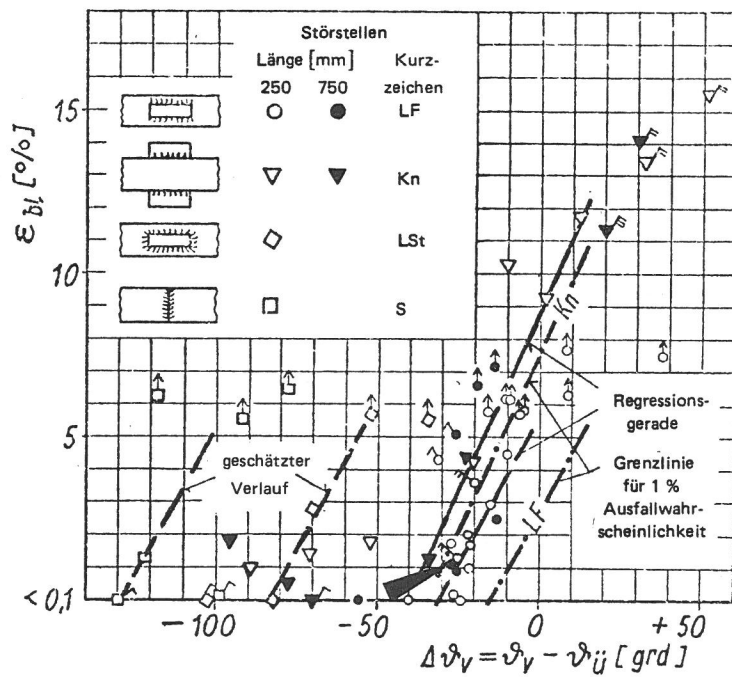 Störstellen
Länge [mm] Kurz-
250 750 zeichen
LF
Kn
LSt
S
ε bl [%]
15
10
5
< 0,1
Kn
LF
Regressions-
gerade
Grenzlinie
für 1 %
Ausfallwahr-
scheinlichkeit
geschätzter
Verlauf
-100 -50 0 +50
Δϑv = ϑv - ϑü [grd]